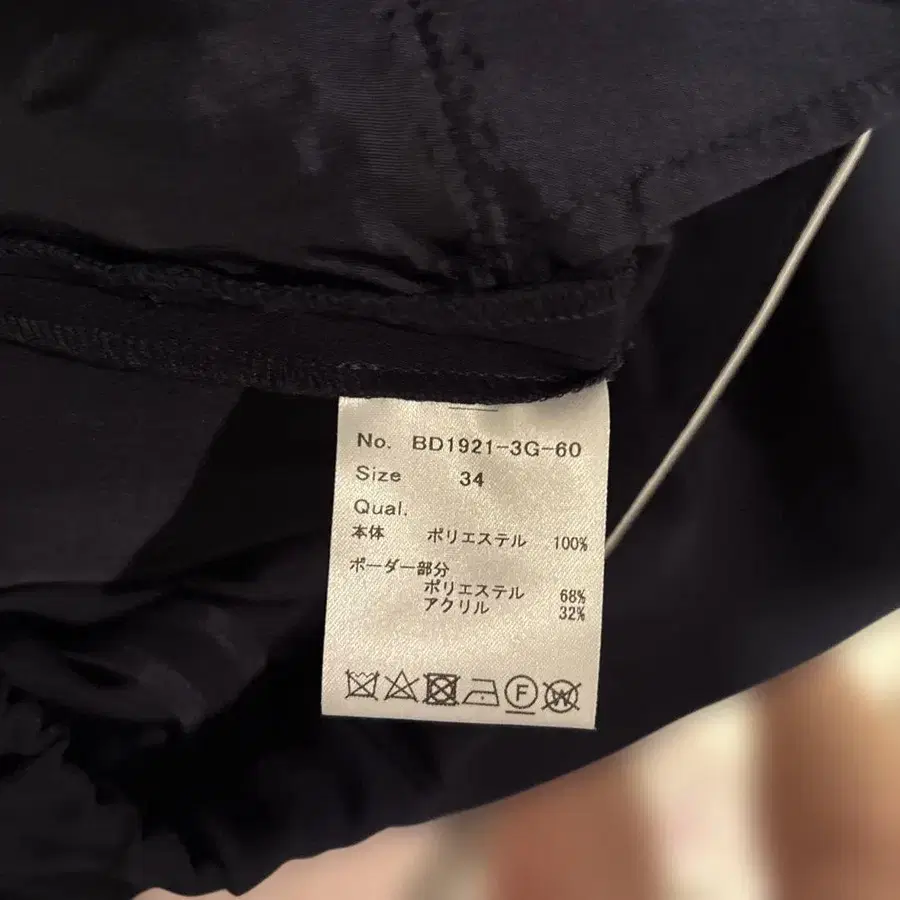 No. BD1921-3G-60
Size 34
Qual.
本体 ポリエステル 100%
ボーダー部分
ポリエステル 68%
アクリル 32%
F W